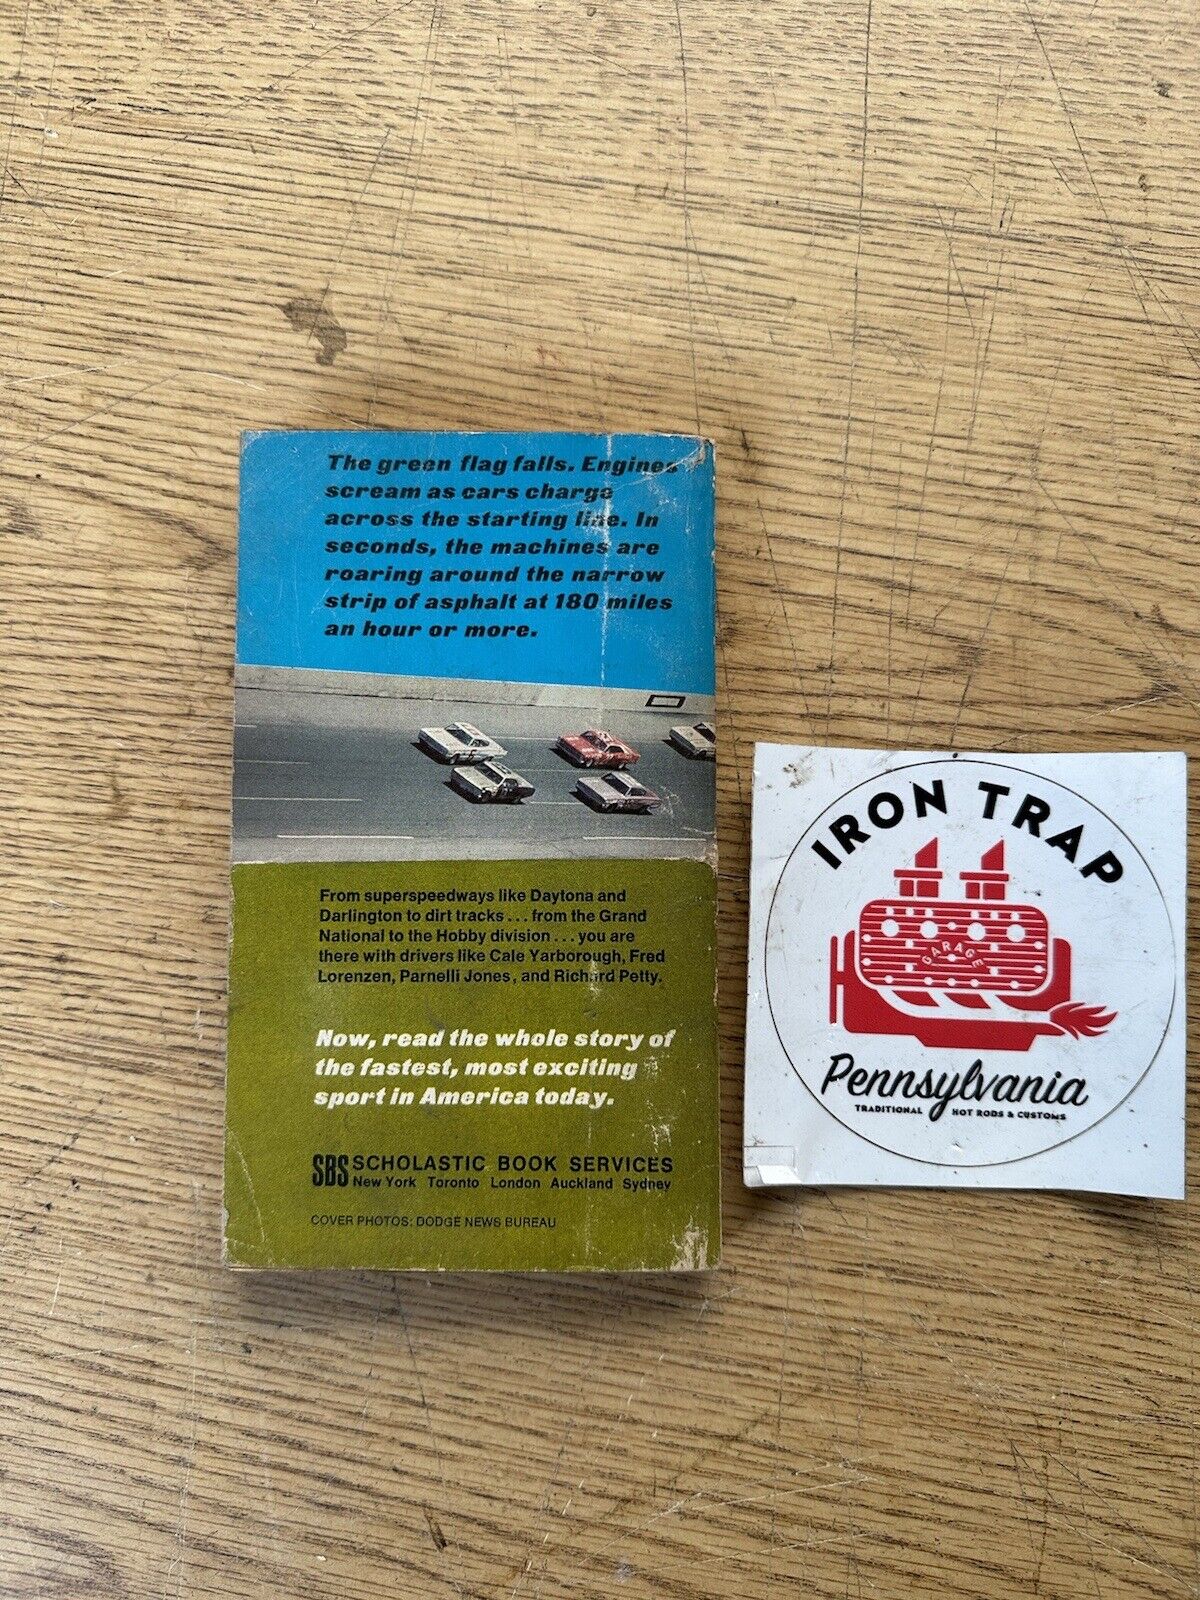 The green flag falls. Engines
scream as cars charge
across the starting line. In
seconds, the machines are
roaring around the narrow
strip of asphalt at 180 miles
an hour or more.
From superspeedways like Daytona and
Darlington to dirt tracks ... from the Grand
National to the Hobby division ... you are
there with drivers like Cale Yarborough, Fred
Lorenzen, Parnelli Jones, and Richard Petty.
Now, read the whole story of
the fastest, most exciting
sport in America today.
SBS SCHOLASTIC BOOK SERVICES
New York Toronto London Auckland Sydney
COVER PHOTOS: DODGE NEWS BUREAU
IRON TRAP
GARAGE
Pennsylvania
TRADITIONAL HOT RODS & CUSTOMS